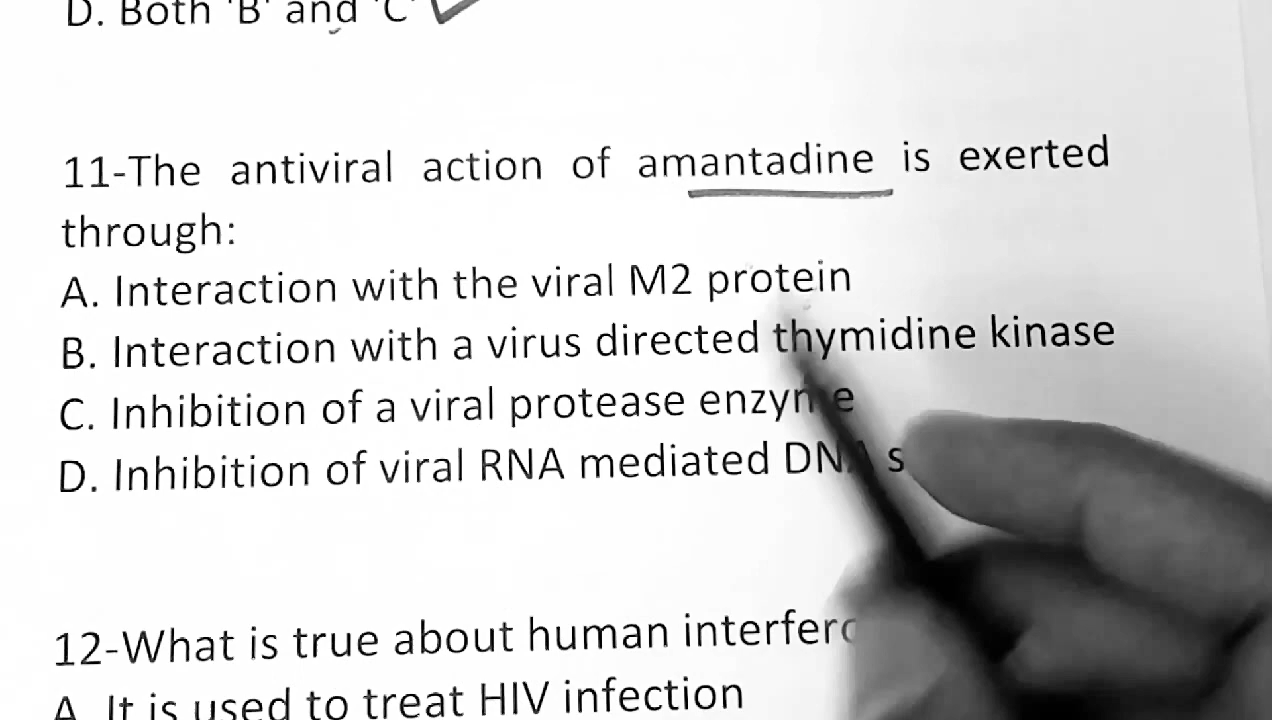 D. Both 'B' and 'C'
11-The antiviral action of amantadine is exerted
through:
A. Interaction with the viral M2 protein
B. Interaction with a virus directed thymidine kinase
C. Inhibition of a viral protease enzyme
D. Inhibition of viral RNA mediated DNA s
12-What is true about human
A. It is used to treat HIV infection